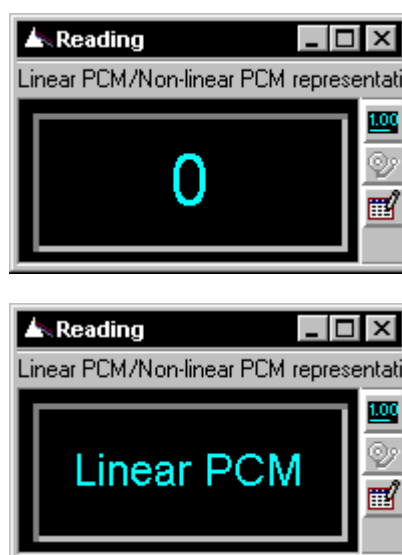 Reading
Linear PCM/Non-linear PCM representati
1.00
0
Reading
Linear PCM/Non-linear PCM representati
1.00
Linear PCM